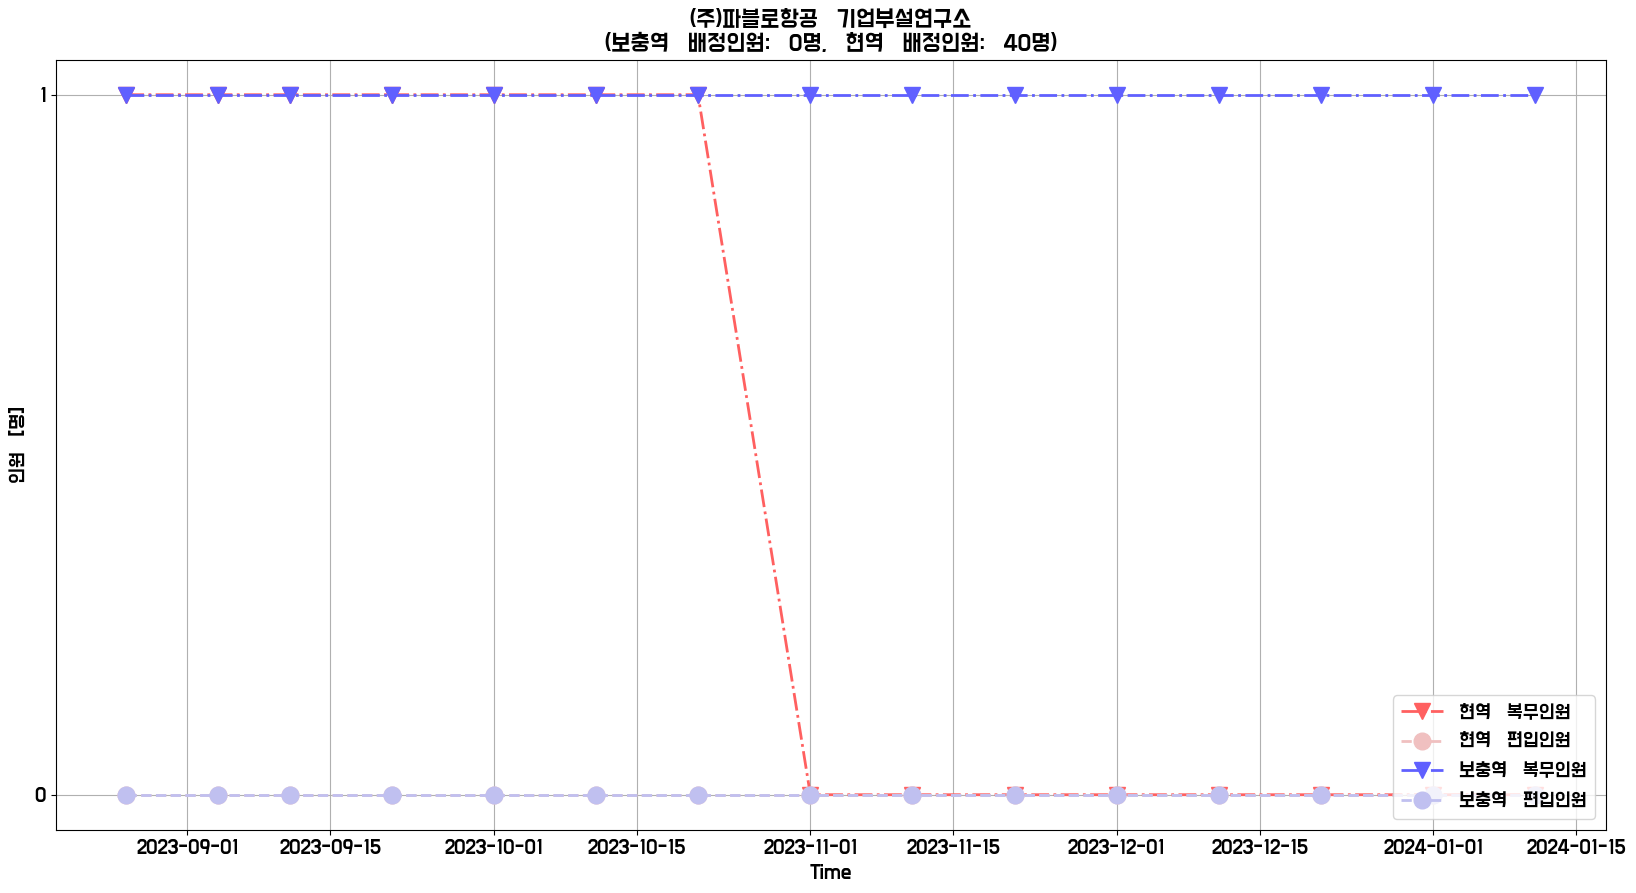 (주)파블로항공 기업부설연구소
(보충역 배정인원: 0명, 현역 배정인원: 40명)
1
인원 [명]
0
현역 복무인원
현역 편입인원
보충역 복무인원
보충역 편입인원
2023-09-01 2023-09-15 2023-10-01 2023-10-15 2023-11-01 2023-11-15 2023-12-01 2023-12-15 2024-01-01 2024-01-15
Time